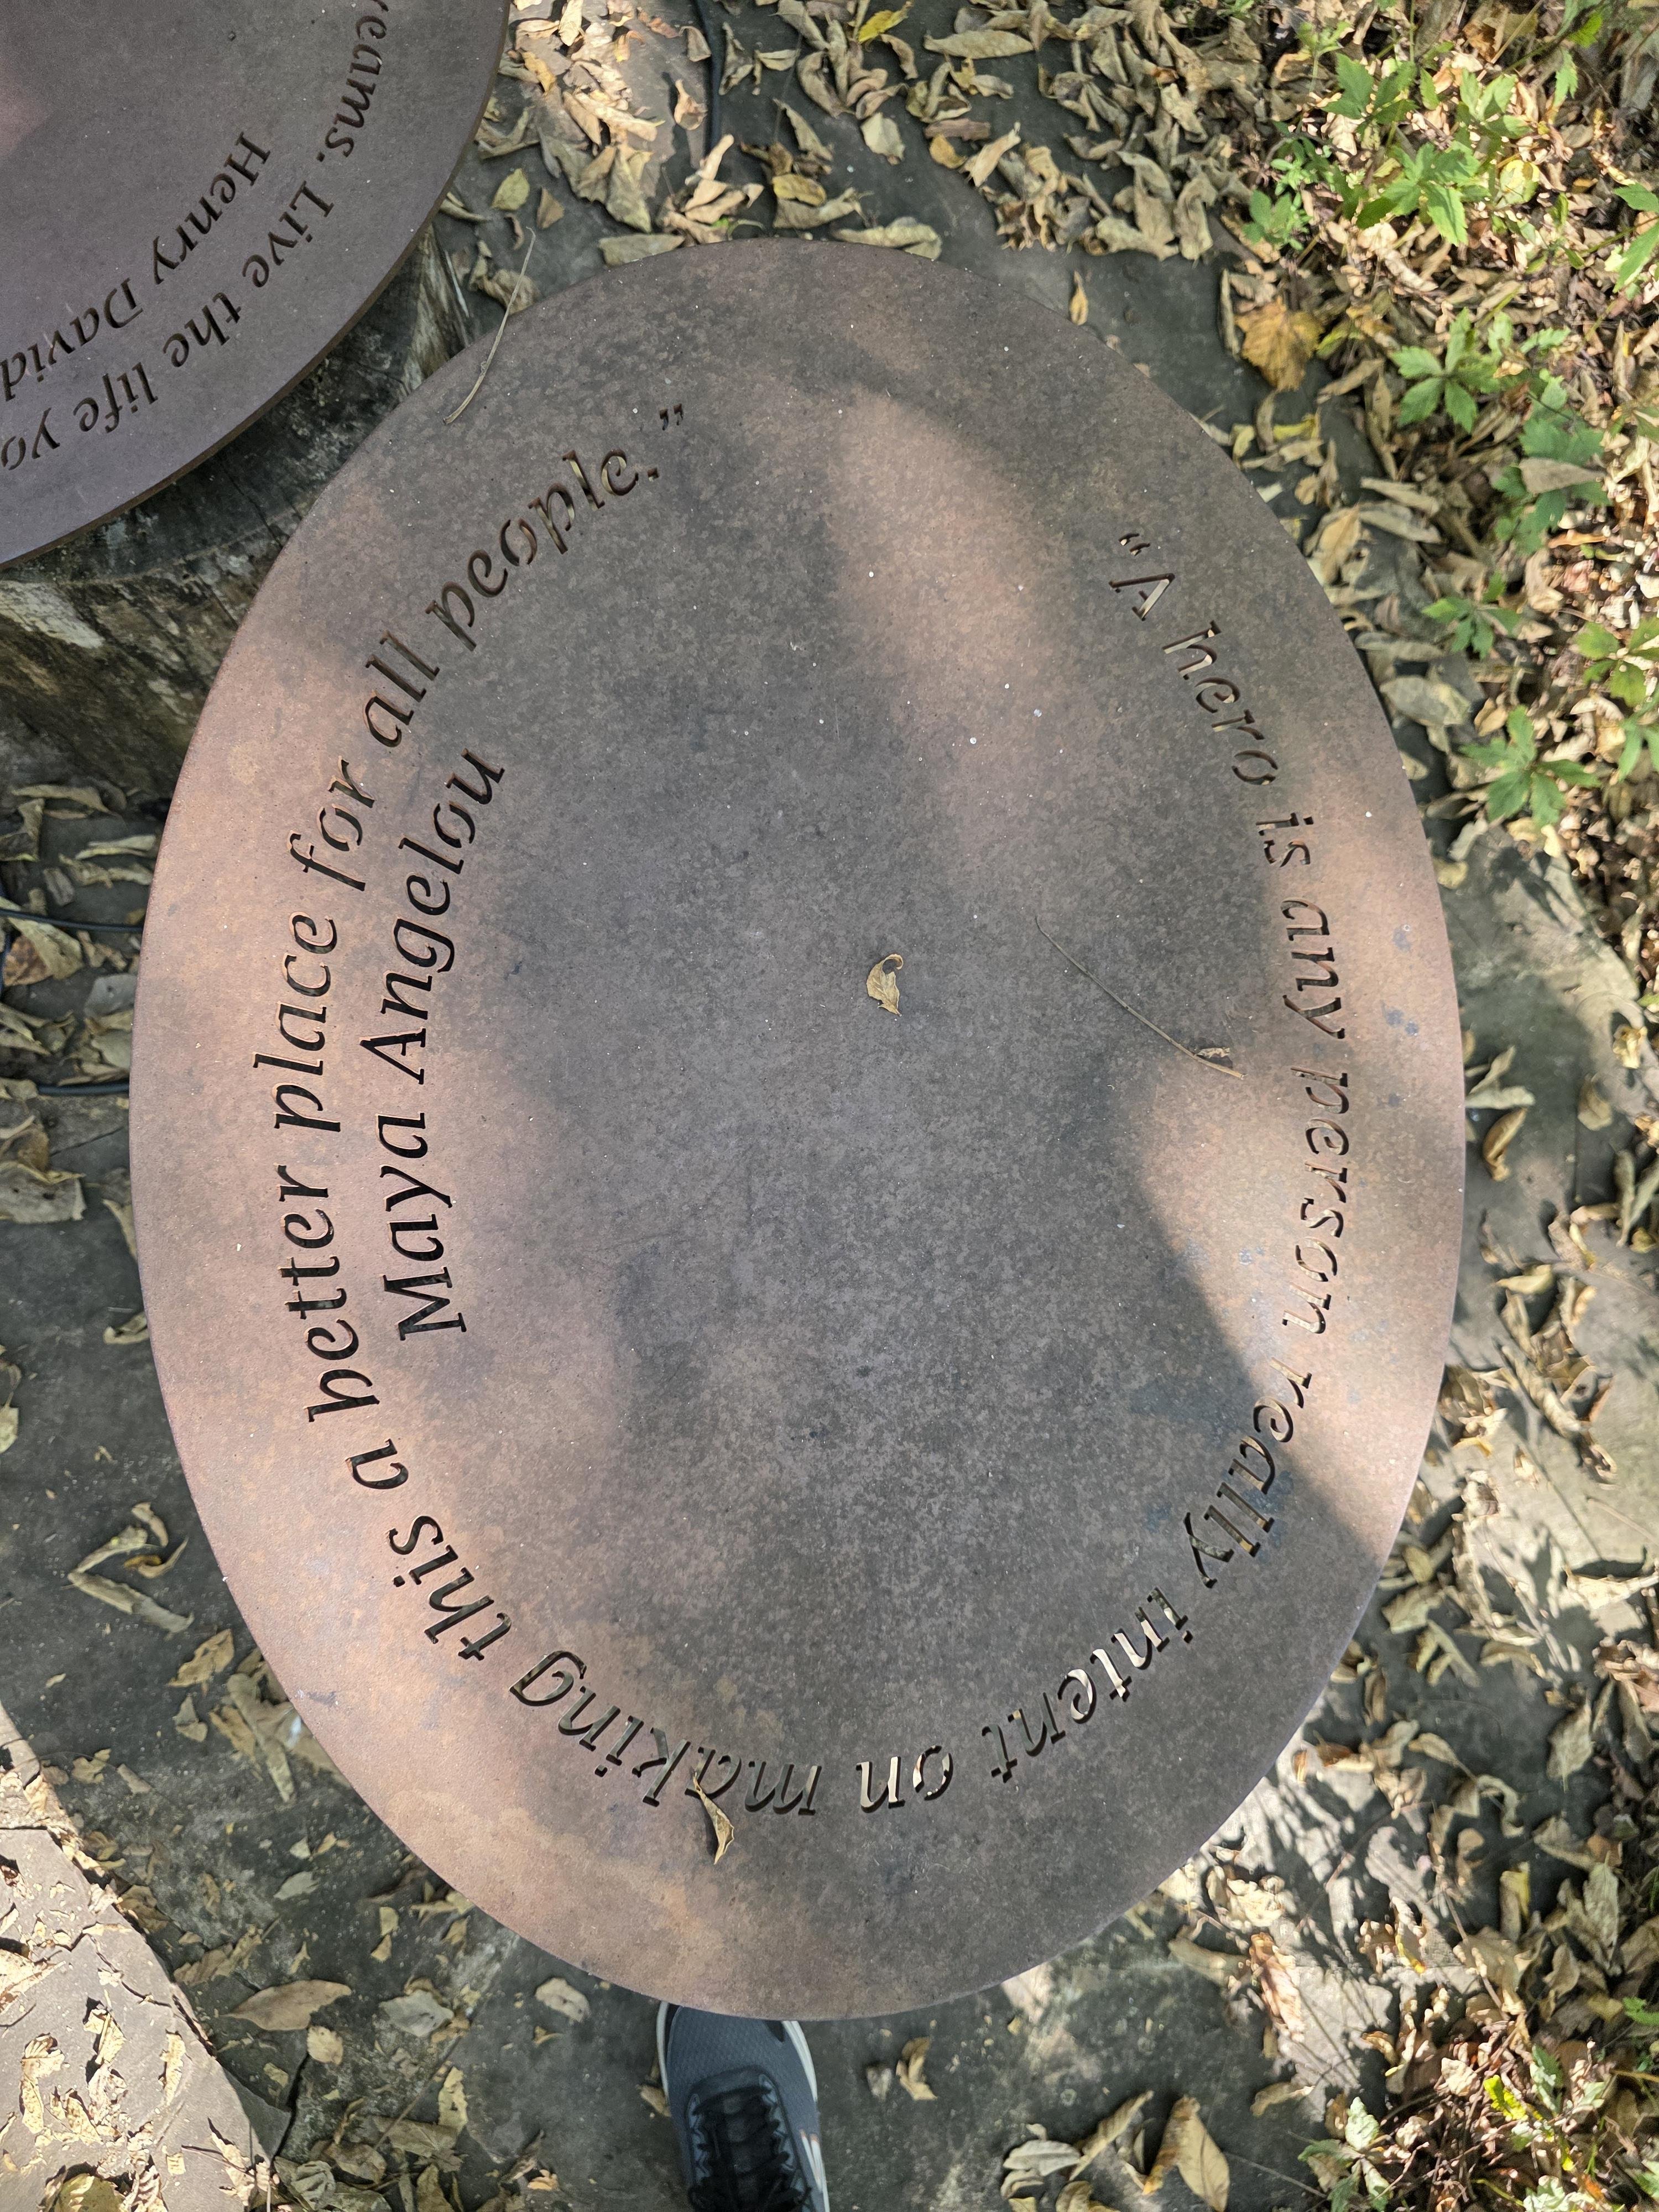 “A hero is any person really intent on making this a better place for all people.”
Maya Angelou
reams. Live the life yo
Henry David